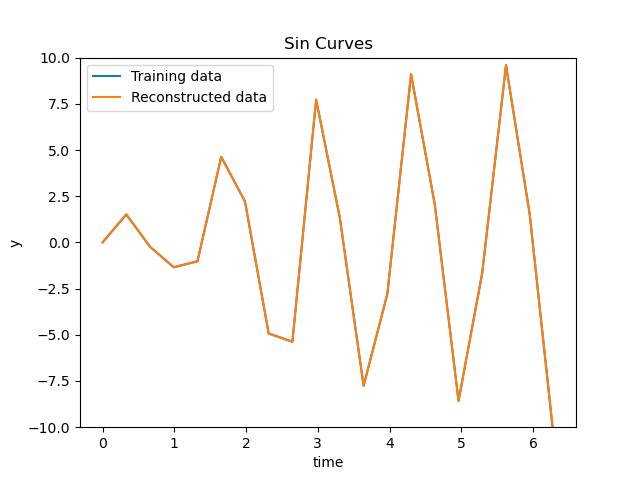 Sin Curves
Training data
Reconstructed data
10.0
7.5
5.0
2.5
0.0
−2.5
−5.0
−7.5
−10.0
y
0 1 2 3 4 5 6
time